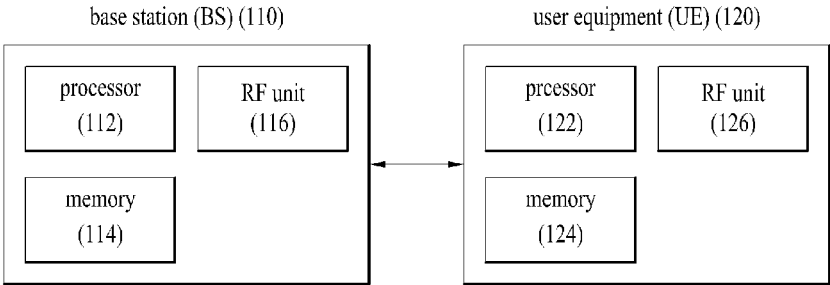 base station (BS) (110)
processor
(112)
RF unit
(116)
memory
(114)
user equipment (UE) (120)
prcessor
(122)
RF unit
(126)
memory
(124)